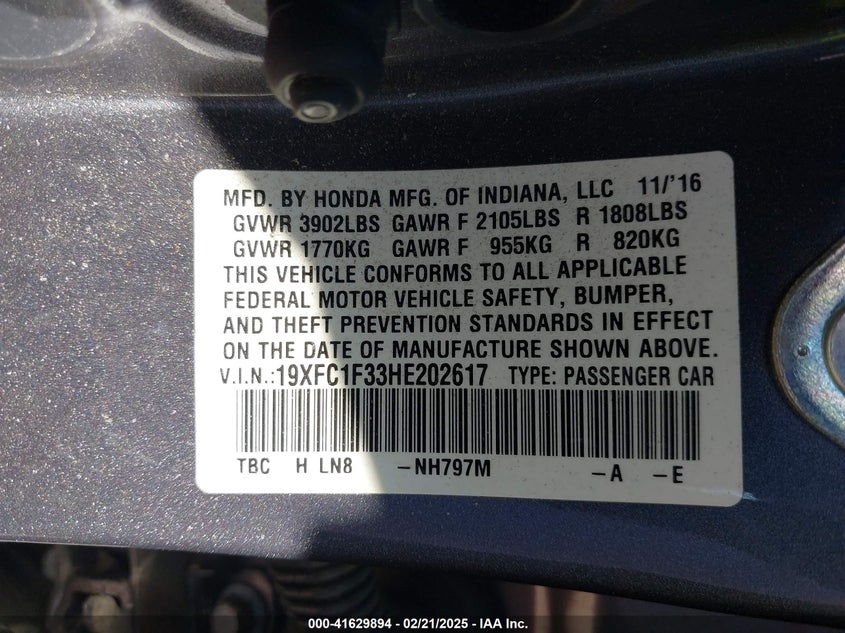 MFD. BY HONDA MFG. OF INDIANA, LLC 11/'16
GVWR 3902LBS GAWR F 2105LBS R 1808LBS
GVWR 1770KG GAWR F 955KG R 820KG
THIS VEHICLE CONFORMS TO ALL APPLICABLE
FEDERAL MOTOR VEHICLE SAFETY, BUMPER,
AND THEFT PREVENTION STANDARDS IN EFFECT
ON THE DATE OF MANUFACTURE SHOWN ABOVE.
V.I.N.:19XFC1F33HE202617 TYPE: PASSENGER CAR
TBC H LN8 -NH797M -A -E
000-41629894 - 02/21/2025 - IAA Inc.